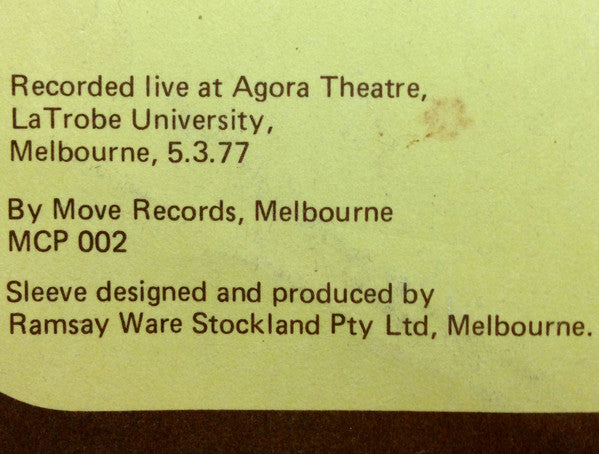 Recorded live at Agora Theatre,
LaTrobe University,
Melbourne, 5.3.77
By Move Records, Melbourne
MCP 002
Sleeve designed and produced by
Ramsay Ware Stockland Pty Ltd, Melbourne.